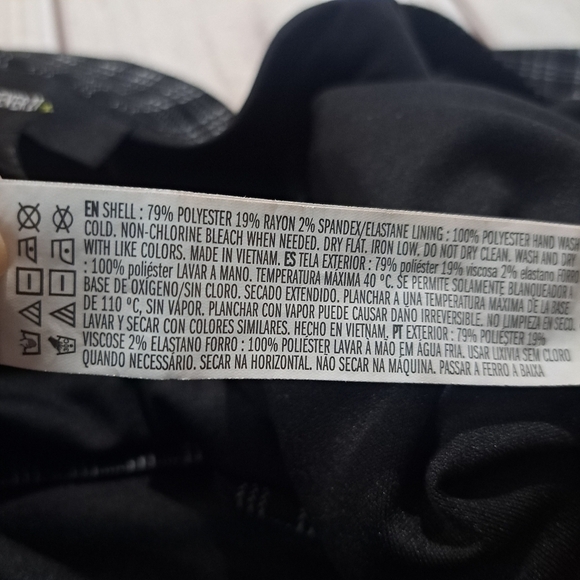 EN SHELL : 79% POLYESTER 19% RAYON 2% SPANDEX/ELASTANE LINING : 100% POLYESTER HAND WASH
COLD. NON-CHLORINE BLEACH WHEN NEEDED. DRY FLAT. IRON LOW. DO NOT DRY CLEAN. WASH AND DRY
WITH LIKE COLORS. MADE IN VIETNAM. ES TELA EXTERIOR : 79% poliéster 19% viscosa 2% elastano FORRO
: 100% poliéster LAVAR A MANO. TEMPERATURA MÁXIMA 40 °C. SE PERMITE SOLAMENTE BLANQUEADOR
BASE DE OXÍGENO/SIN CLORO. SECADO EXTENDIDO. PLANCHAR A UNA TEMPERATURA MÁXIMA DE LA BASE
DE 110 °C, SIN VAPOR. PLANCHAR CON VAPOR PUEDE CAUSAR DAÑO IRREVERSIBLE. NO LIMPIEZA EN SECO.
LAVAR Y SECAR CON COLORES SIMILARES. HECHO EN VIETNAM. PT EXTERIOR : 79% POLIÉSTER 19%
VISCOSE 2% ELASTANO FORRO : 100% POLIÉSTER LAVAR À MÃO EM ÁGUA FRIA. USAR LIXIVIA SEM CLORO
QUANDO NECESSÁRIO. SECAR NA HORIZONTAL. NÃO SECAR NA MÁQUINA. PASSAR A FERRO A BAIXA